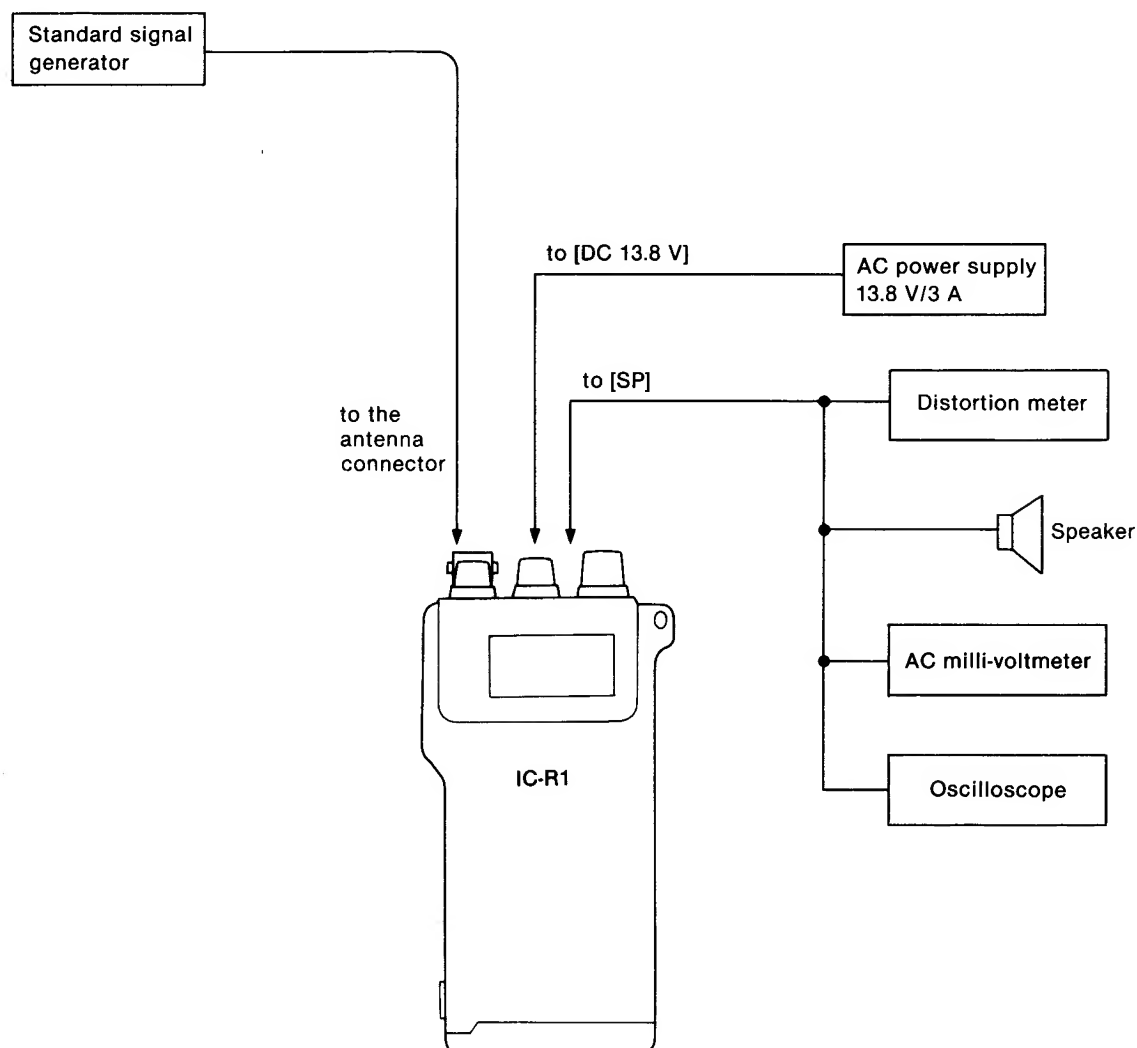 Standard signal
generator
to [DC 13.8 V]
AC power supply
13.8 V/3 A
to [SP]
Distortion meter
to the
antenna
connector
Speaker
AC milli-voltmeter
IC-R1
Oscilloscope